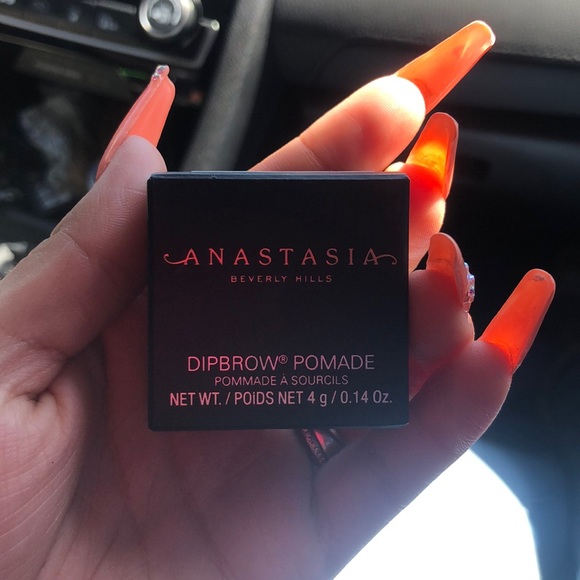 ANASTASIA
BEVERLY HILLS
DIPBROW® POMADE
POMMADE À SOURCILS
NET WT. / POIDS NET 4 g / 0.14 Oz.